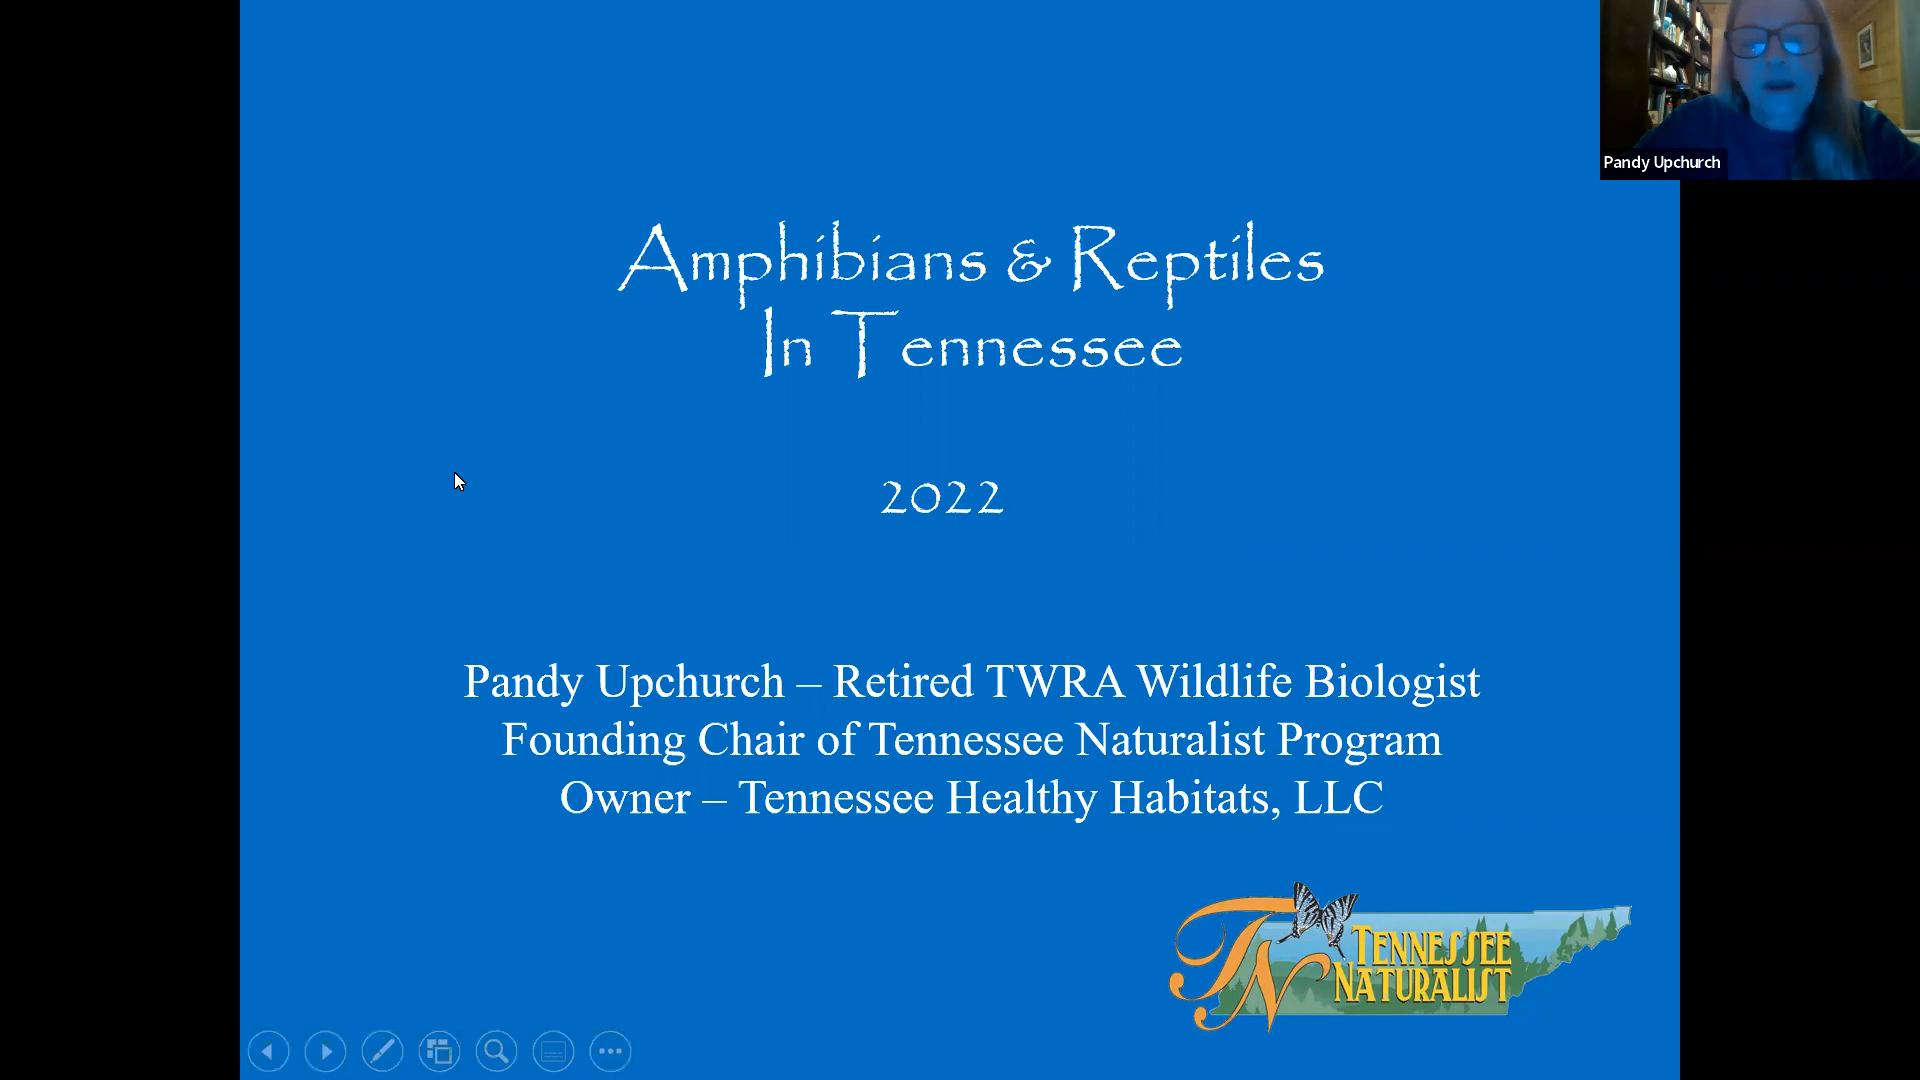 Pandy Upchurch
Amphibians & Reptiles
In Tennessee
2022
Pandy Upchurch – Retired TWRA Wildlife Biologist
Founding Chair of Tennessee Naturalist Program
Owner – Tennessee Healthy Habitats, LLC
TN
TENNESSEE
NATURALIST